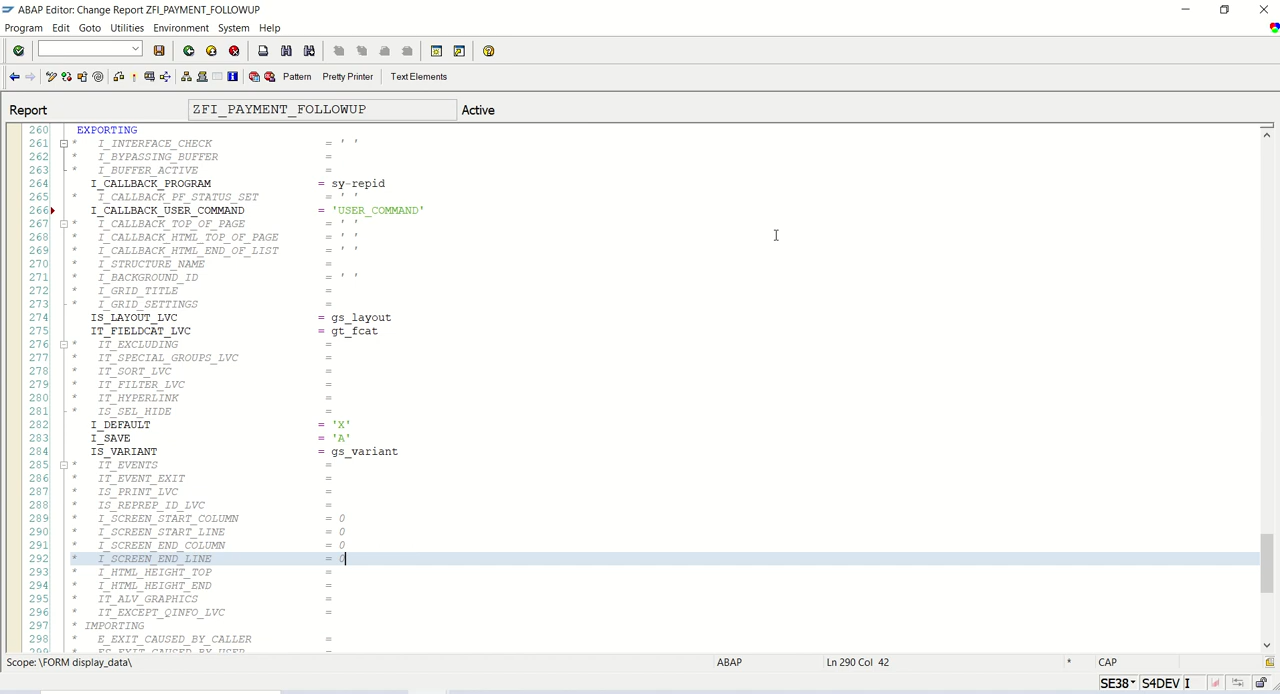 ABAP Editor: Change Report ZFI_PAYMENT_FOLLOWUP
Program Edit Goto Utilities Environment System Help
Pattern Pretty Printer Text Elements
Report ZFI_PAYMENT_FOLLOWUP Active
260 EXPORTING
261 * I_INTERFACE_CHECK = ' '
262 * I_BYPASSING_BUFFER =
263 * I_BUFFER_ACTIVE =
264 I_CALLBACK_PROGRAM = sy-repid
265 * I_CALLBACK_PF_STATUS_SET = ' '
266 I_CALLBACK_USER_COMMAND = 'USER_COMMAND'
267 * I_CALLBACK_TOP_OF_PAGE = ' '
268 * I_CALLBACK_HTML_TOP_OF_PAGE = ' '
269 * I_CALLBACK_HTML_END_OF_LIST = ' '
270 * I_STRUCTURE_NAME =
271 * I_BACKGROUND_ID = ' '
272 * I_GRID_TITLE =
273 * I_GRID_SETTINGS =
274 IS_LAYOUT_LVC = gs_layout
275 IT_FIELDCAT_LVC = gt_fcat
276 * IT_EXCLUDING =
277 * IT_SPECIAL_GROUPS_LVC =
278 * IT_SORT_LVC =
279 * IT_FILTER_LVC =
280 * IT_HYPERLINK =
281 * IS_SEL_HIDE =
282 I_DEFAULT = 'X'
283 I_SAVE = 'A'
284 IS_VARIANT = gs_variant
285 * IT_EVENTS =
286 * IT_EVENT_EXIT =
287 * IS_PRINT_LVC =
288 * IS_REPREP_ID_LVC =
289 * I_SCREEN_START_COLUMN = 0
290 * I_SCREEN_START_LINE = 0
291 * I_SCREEN_END_COLUMN = 0
292 * I_SCREEN_END_LINE = 0
293 * I_HTML_HEIGHT_TOP =
294 * I_HTML_HEIGHT_END =
295 * IT_ALV_GRAPHICS =
296 * IT_EXCEPT_QINFO_LVC =
297 * IMPORTING
298 * E_EXIT_CAUSED_BY_CALLER =
299 * ES_EXIT_CAUSED_BY_USER =
Scope: \FORM display_data\ ABAP Ln 290 Col 42 * CAP
SE38 S4DEV I